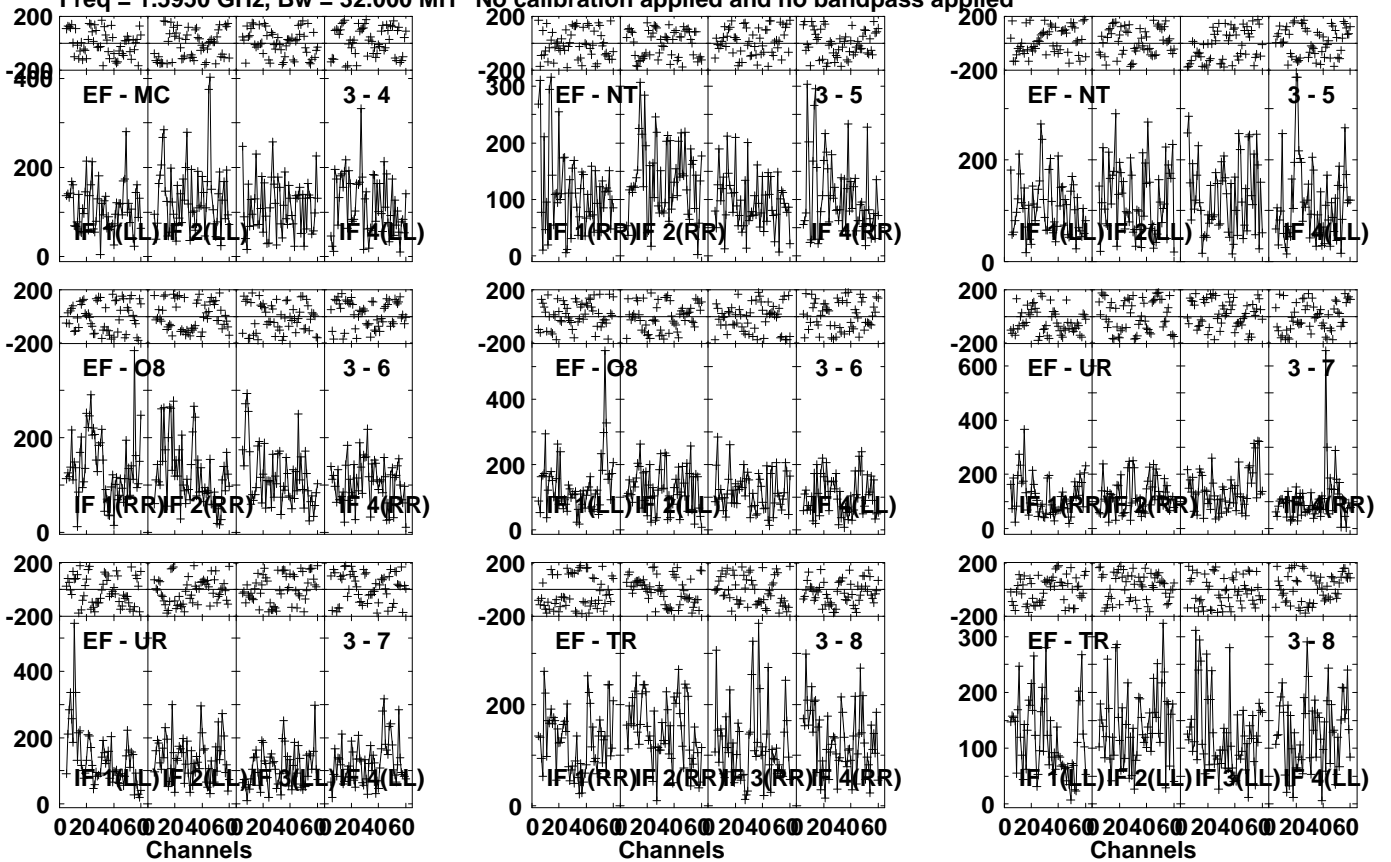 Freq = 1.5950 GHz, Bw = 32.000 MH No calibration applied and no bandpass applied
200
-200
400
200
0
EF - MC 3 - 4
IF 1(LL) IF 2(LL) IF 4(LL)
200
-200
300
200
100
0
EF - NT 3 - 5
IF 1(RR) IF 2(RR) IF 4(RR)
200
-200
200
0
EF - NT 3 - 5
IF 1(LL) IF 2(LL) IF 4(LL)
200
-200
200
0
EF - O8 3 - 6
IF 1(RR) IF 2(RR) IF 4(RR)
200
-200
400
200
0
EF - O8 3 - 6
IF 1(LL) IF 2(LL) IF 4(LL)
200
-200
600
400
200
0
EF - UR 3 - 7
IF 1(RR) IF 2(RR) IF 4(RR)
200
-200
400
200
0
EF - UR 3 - 7
IF 1(LL) IF 2(LL) IF 3(LL) IF 4(LL)
0 20 40 60 0 20 40 60 0 20 40 60 0 20 40 60
Channels
200
-200
200
0
EF - TR 3 - 8
IF 1(RR) IF 2(RR) IF 3(RR) IF 4(RR)
0 20 40 60 0 20 40 60 0 20 40 60 0 20 40 60
Channels
200
-200
300
200
100
0
EF - TR 3 - 8
IF 1(LL) IF 2(LL) IF 3(LL) IF 4(LL)
0 20 40 60 0 20 40 60 0 20 40 60 0 20 40 60
Channels